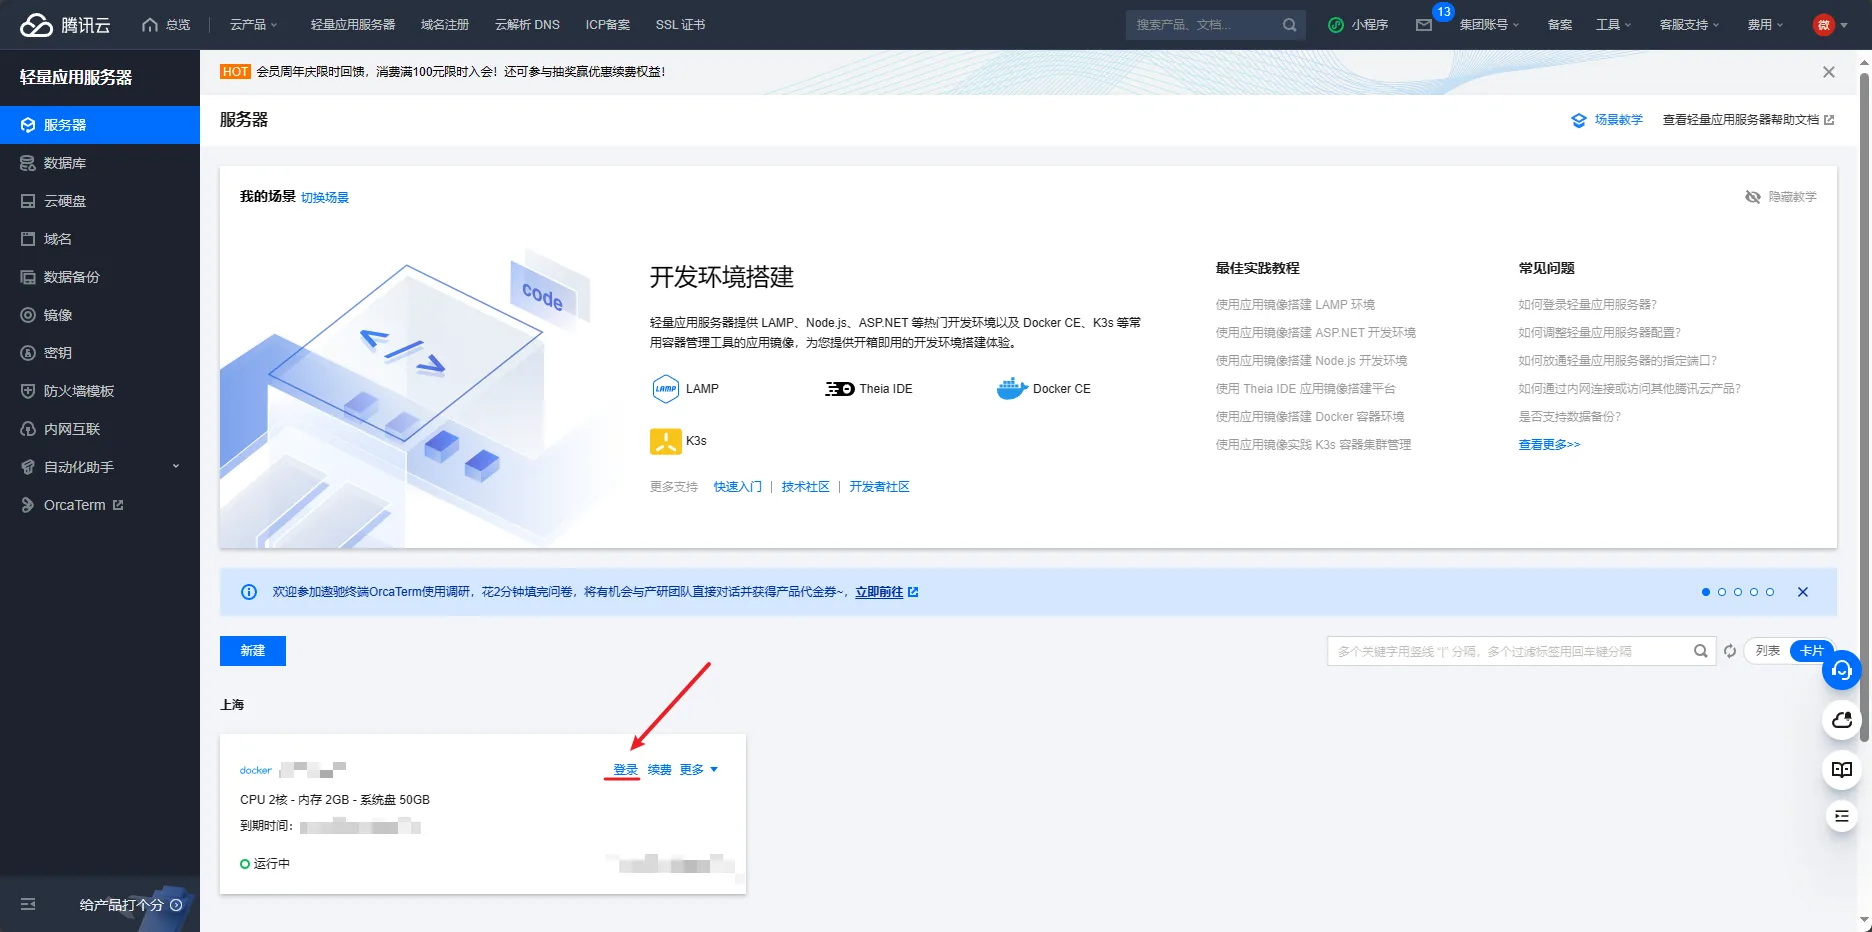 腾讯云 总览 云产品 轻量应用服务器 域名注册 云解析 DNS ICP备案 SSL 证书 搜索产品、文档... 小程序 13 集团账号 备案 工具 客服支持 费用 微
轻量应用服务器
服务器
数据库
云硬盘
域名
数据备份
镜像
密钥
防火墙模板
内网互联
自动化助手
OrcaTerm
给产品打个分
HOT 会员周年庆限时回馈，消费满100元限时入会！还可参与抽奖赢优惠续费权益！
服务器 场景教学 查看轻量应用服务器帮助文档
我的场景 切换场景 隐藏教学
code
</>
开发环境搭建
轻量应用服务器提供 LAMP、Node.js、ASP.NET 等热门开发环境以及 Docker CE、K3s 等常
用容器管理工具的应用镜像，为您提供开箱即用的开发环境搭建体验。
LAMP LAMP Theia IDE Docker CE
K3s
更多支持 快速入门 | 技术社区 | 开发者社区
最佳实践教程
使用应用镜像搭建 LAMP 环境
使用应用镜像搭建 ASP.NET 开发环境
使用应用镜像搭建 Node.js 开发环境
使用 Theia IDE 应用镜像搭建平台
使用应用镜像搭建 Docker 容器环境
使用应用镜像实践 K3s 容器集群管理
常见问题
如何登录轻量应用服务器?
如何调整轻量应用服务器配置?
如何放通轻量应用服务器的指定端口?
如何通过内网连接或访问其他腾讯云产品?
是否支持数据备份?
查看更多>>
欢迎参加遨驰终端OrcaTerm使用调研，花2分钟填完问卷，将有机会与产研团队直接对话并获得产品代金券~，立即前往
新建 多个关键字用竖线 "|" 分隔，多个过滤标签用回车键分隔 列表 卡片
上海
docker 登录 续费 更多
CPU 2核 - 内存 2GB - 系统盘 50GB
到期时间：
运行中